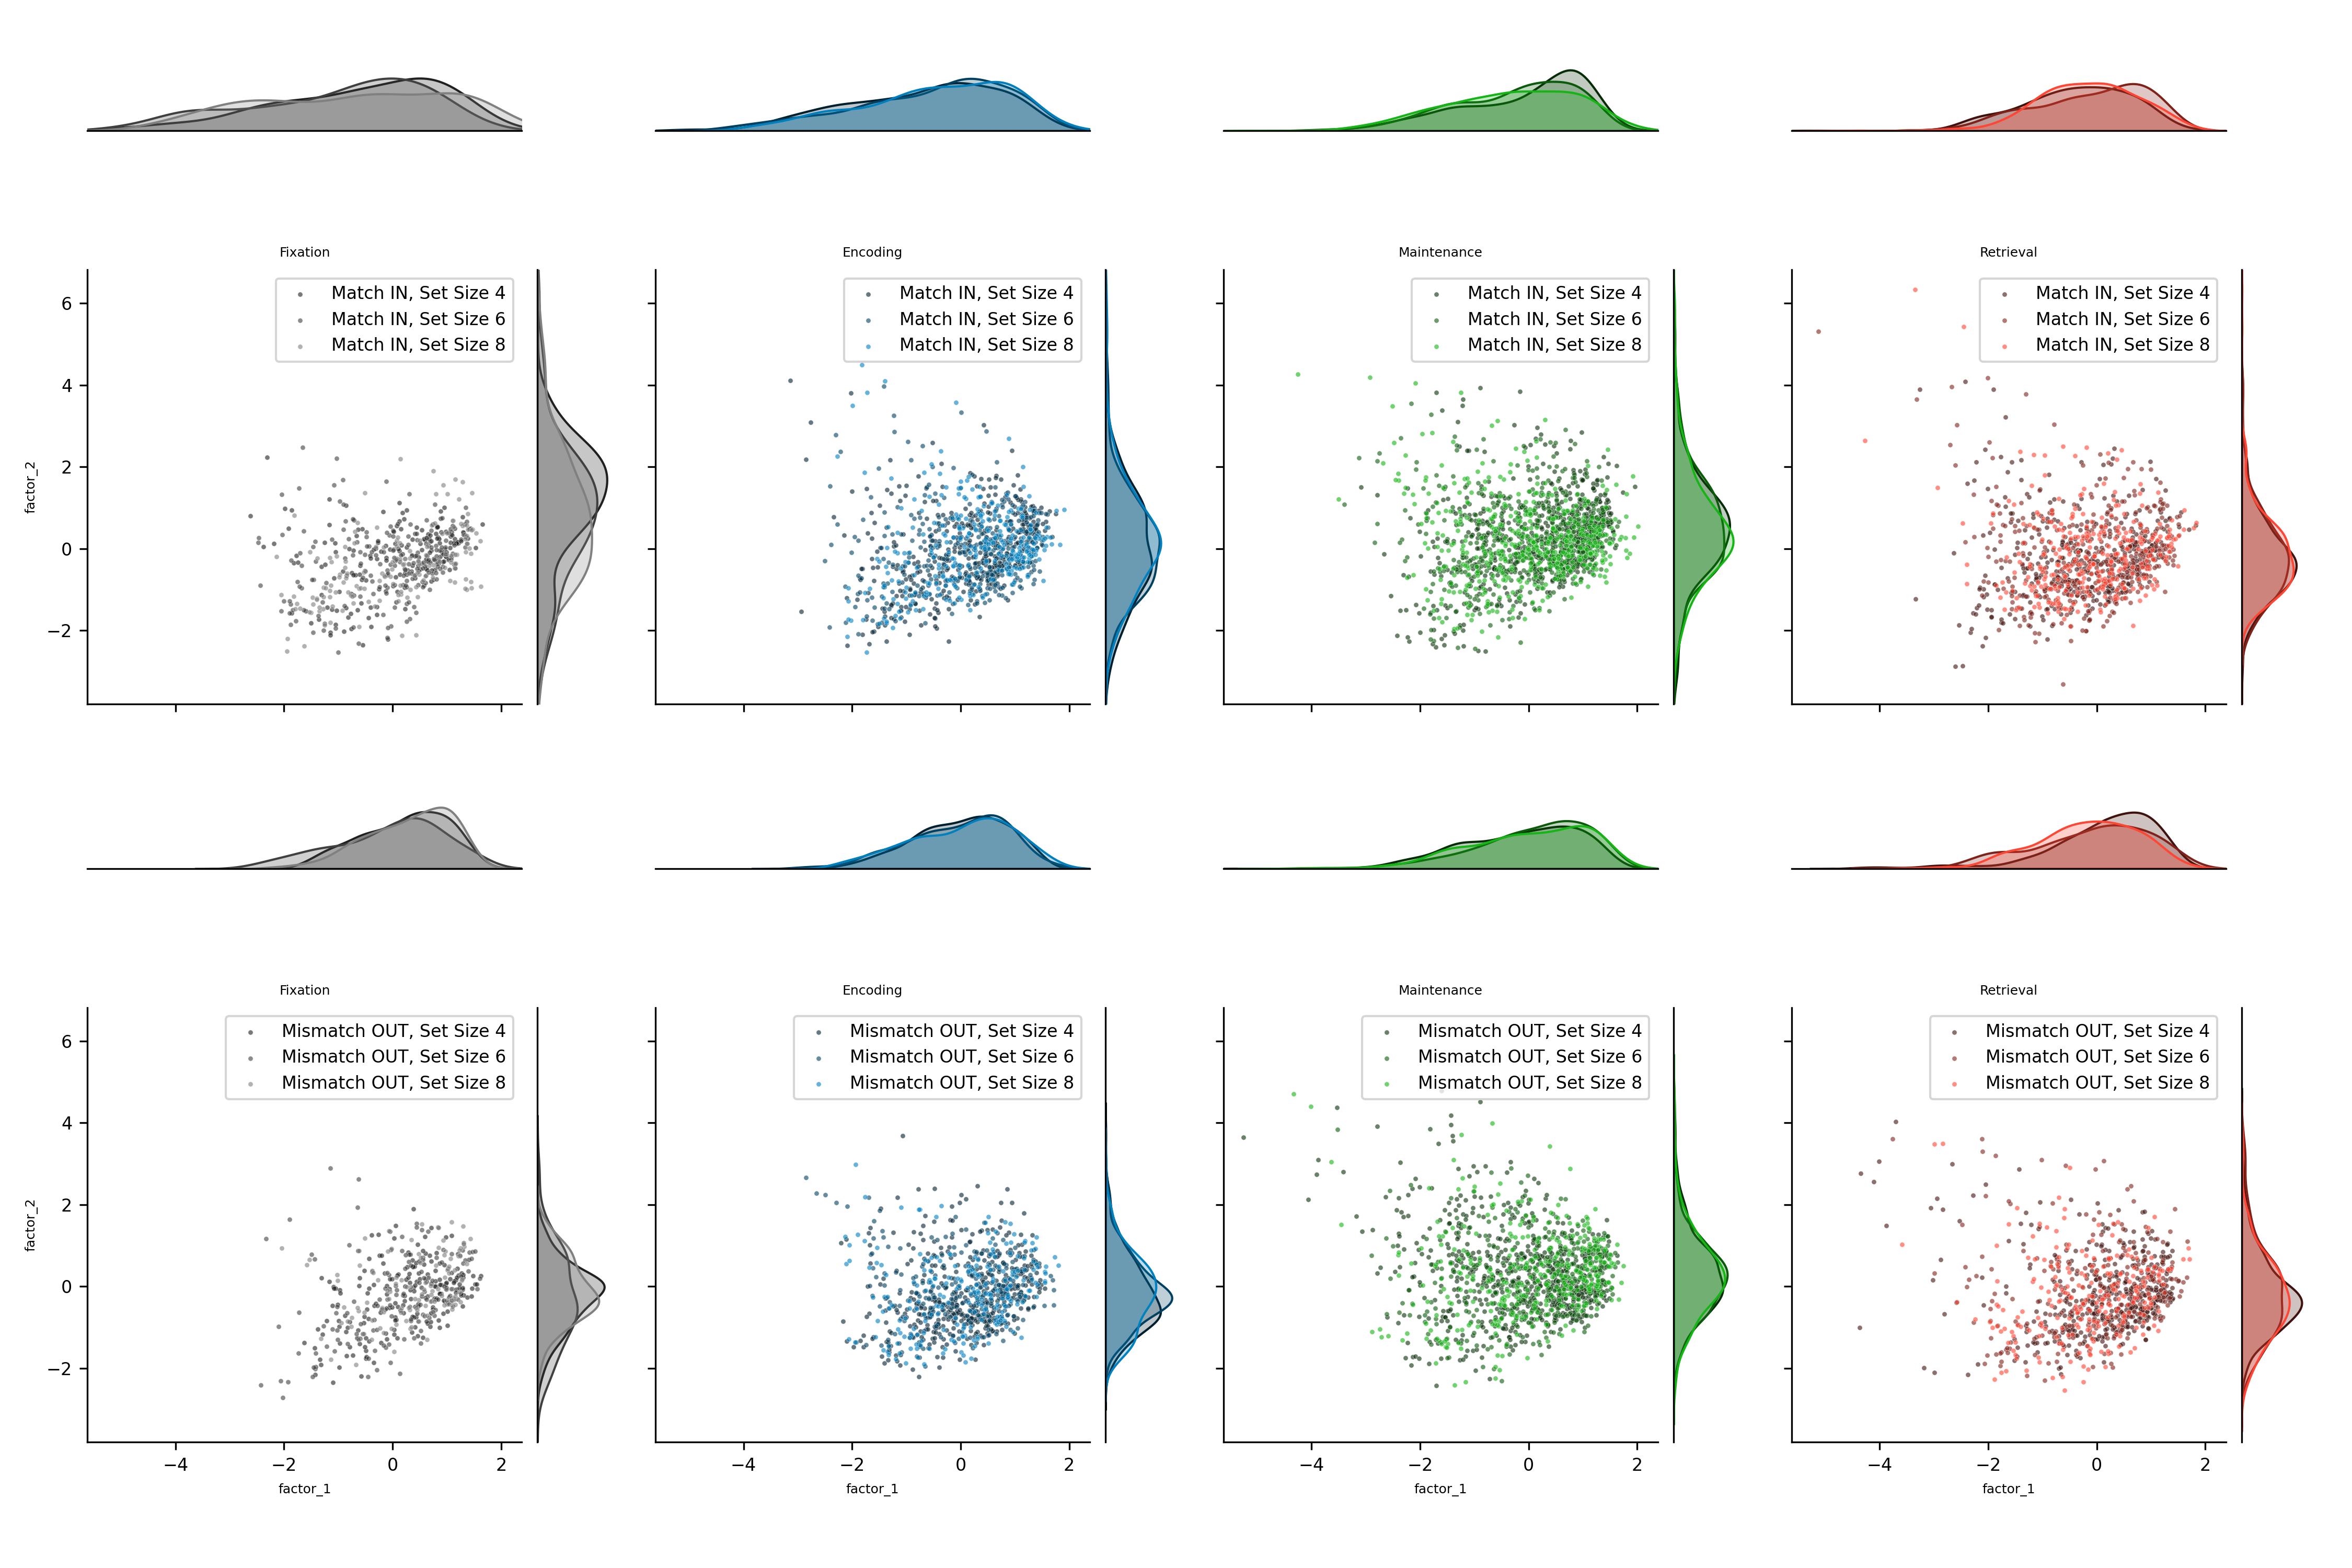 Fixation
Encoding
Maintenance
Retrieval
Match IN, Set Size 4
Match IN, Set Size 6
Match IN, Set Size 8
Match IN, Set Size 4
Match IN, Set Size 6
Match IN, Set Size 8
Match IN, Set Size 4
Match IN, Set Size 6
Match IN, Set Size 8
Match IN, Set Size 4
Match IN, Set Size 6
Match IN, Set Size 8
factor_2
6
4
2
0
−2
Fixation
Encoding
Maintenance
Retrieval
Mismatch OUT, Set Size 4
Mismatch OUT, Set Size 6
Mismatch OUT, Set Size 8
Mismatch OUT, Set Size 4
Mismatch OUT, Set Size 6
Mismatch OUT, Set Size 8
Mismatch OUT, Set Size 4
Mismatch OUT, Set Size 6
Mismatch OUT, Set Size 8
Mismatch OUT, Set Size 4
Mismatch OUT, Set Size 6
Mismatch OUT, Set Size 8
factor_2
6
4
2
0
−2
−4 −2 0 2
−4 −2 0 2
−4 −2 0 2
−4 −2 0 2
factor_1
factor_1
factor_1
factor_1